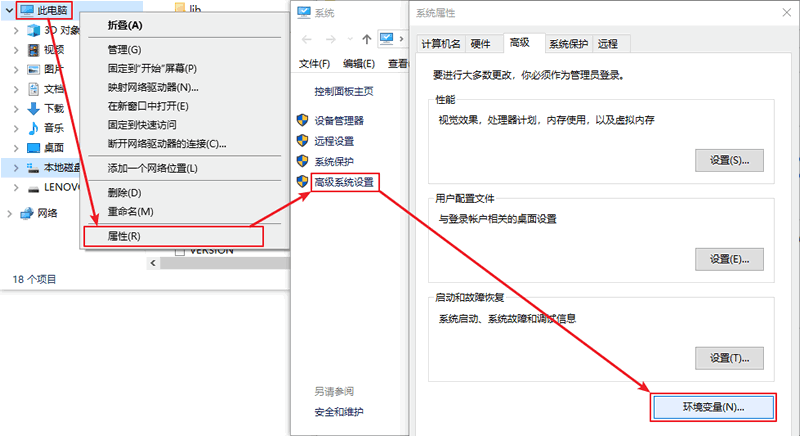 此电脑
3D 对象
视频
图片
文档
下载
音乐
桌面
本地磁盘
LENOVO
网络
lib
折叠(A)
管理(G)
固定到"开始"屏幕(P)
映射网络驱动器(N)...
在新窗口中打开(E)
固定到快速访问
断开网络驱动器的连接(C)...
添加一个网络位置(L)
删除(D)
重命名(M)
属性(R)
VERSION
18 个项目
系统
文件(F)
编辑(E)
查看
控制面板主页
设备管理器
远程设置
系统保护
高级系统设置
另请参阅
安全和维护
系统属性
计算机名
硬件
高级
系统保护
远程
要进行大多数更改，你必须作为管理员登录。
性能
视觉效果，处理器计划，内存使用，以及虚拟内存
设置(S)...
用户配置文件
与登录帐户相关的桌面设置
设置(E)...
启动和故障恢复
系统启动、系统故障和调试信息
设置(T)...
环境变量(N)...